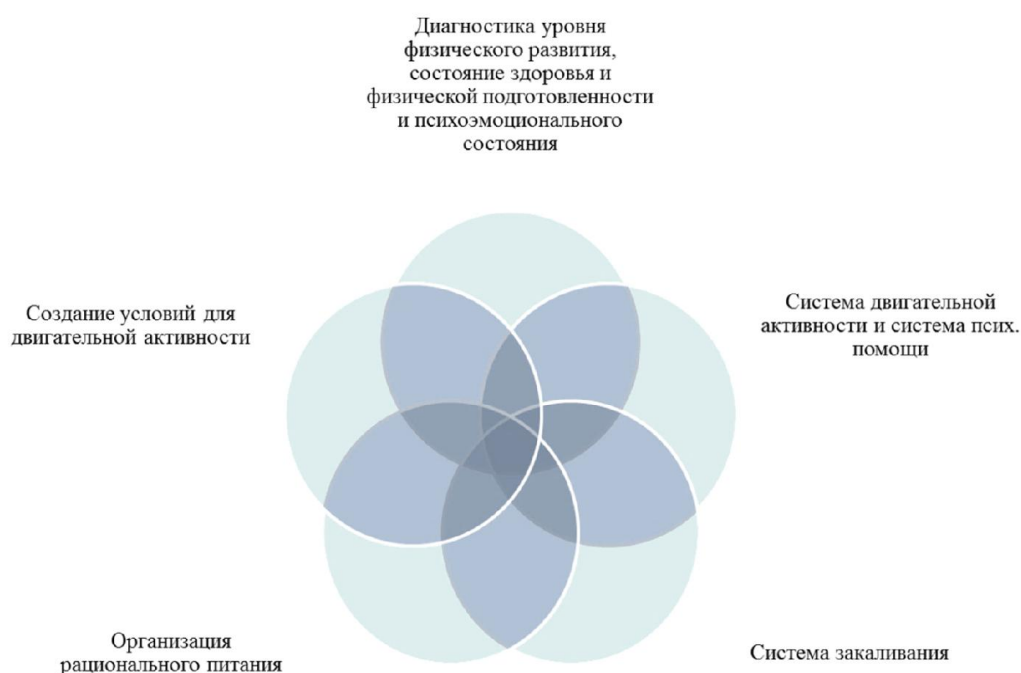 Диагностика уровня
физического развития,
состояние здоровья и
физической подготовленности
и психоэмоционального
состояния
Система двигательной
активности и система псих.
помощи
Система закаливания
Организация
рационального питания
Создание условий для
двигательной активности